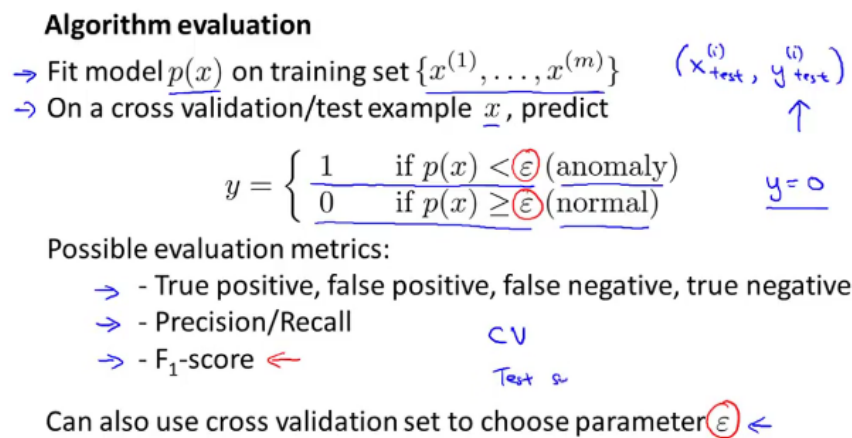 Algorithm evaluation
→ Fit model p(x) on training set {x^(1), . . . , x^(m)}
(x_test^(i), y_test^(i))
→ On a cross validation/test example x , predict
↑
y = { 1 if p(x) < ε (anomaly)
0 if p(x) ≥ ε (normal)
y = 0
Possible evaluation metrics:
→ - True positive, false positive, false negative, true negative
→ - Precision/Recall
CV
→ - F₁-score ←
Test
Can also use cross validation set to choose parameter ε ←